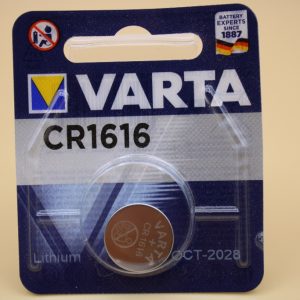 BATTERY
EXPERTS
SINCE
1887
VARTA
CR1616
VARTA
+
CR1616
Lithium
OCT-2028